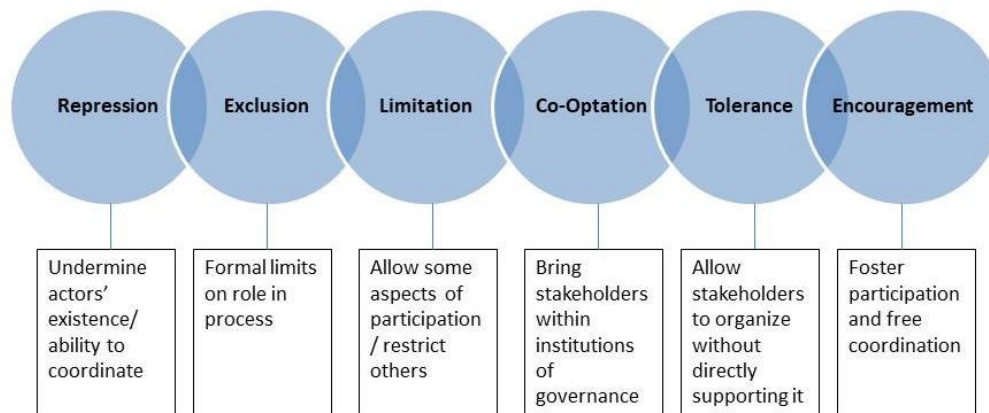 Repression
Exclusion
Limitation
Co-Optation
Tolerance
Encouragement
Undermine
actors’
existence/
ability to
coordinate
Formal limits
on role in
process
Allow some
aspects of
participation
/ restrict
others
Bring
stakeholders
within
institutions
of
governance
Allow
stakeholders
to organize
without
directly
supporting it
Foster
participation
and free
coordination